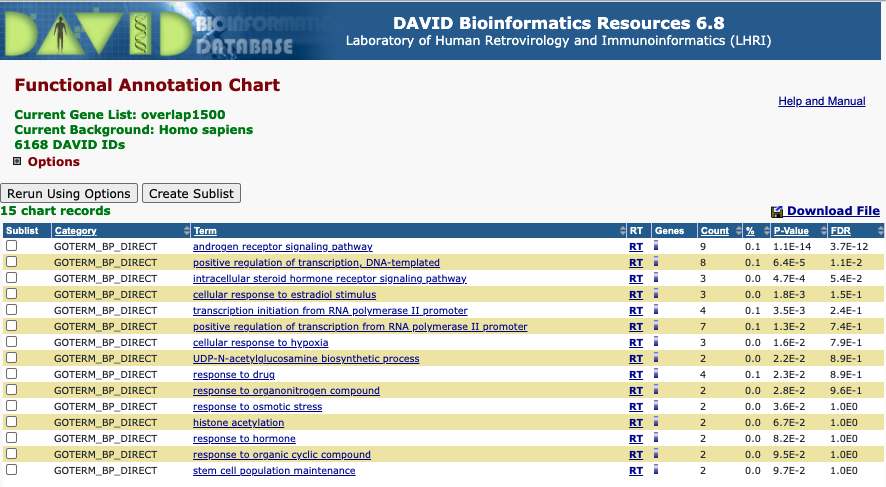 DAVID BIOINFORMATICS DATABASE
DAVID Bioinformatics Resources 6.8
Laboratory of Human Retrovirology and Immunoinformatics (LHRI)
Functional Annotation Chart
Help and Manual
Current Gene List: overlap1500
Current Background: Homo sapiens
6168 DAVID IDs
Options
Rerun Using Options Create Sublist
15 chart records Download File
Sublist Category Term RT Genes Count % P-Value FDR
GOTERM_BP_DIRECT androgen receptor signaling pathway RT 9 0.1 1.1E-14 3.7E-12
GOTERM_BP_DIRECT positive regulation of transcription, DNA-templated RT 8 0.1 6.4E-5 1.1E-2
GOTERM_BP_DIRECT intracellular steroid hormone receptor signaling pathway RT 3 0.0 4.7E-4 5.4E-2
GOTERM_BP_DIRECT cellular response to estradiol stimulus RT 3 0.0 1.8E-3 1.5E-1
GOTERM_BP_DIRECT transcription initiation from RNA polymerase II promoter RT 4 0.1 3.5E-3 2.4E-1
GOTERM_BP_DIRECT positive regulation of transcription from RNA polymerase II promoter RT 7 0.1 1.3E-2 7.4E-1
GOTERM_BP_DIRECT cellular response to hypoxia RT 3 0.0 1.6E-2 7.9E-1
GOTERM_BP_DIRECT UDP-N-acetylglucosamine biosynthetic process RT 2 0.0 2.2E-2 8.9E-1
GOTERM_BP_DIRECT response to drug RT 4 0.1 2.3E-2 8.9E-1
GOTERM_BP_DIRECT response to organonitrogen compound RT 2 0.0 2.8E-2 9.6E-1
GOTERM_BP_DIRECT response to osmotic stress RT 2 0.0 3.6E-2 1.0E0
GOTERM_BP_DIRECT histone acetylation RT 2 0.0 6.7E-2 1.0E0
GOTERM_BP_DIRECT response to hormone RT 2 0.0 8.2E-2 1.0E0
GOTERM_BP_DIRECT response to organic cyclic compound RT 2 0.0 9.5E-2 1.0E0
GOTERM_BP_DIRECT stem cell population maintenance RT 2 0.0 9.7E-2 1.0E0